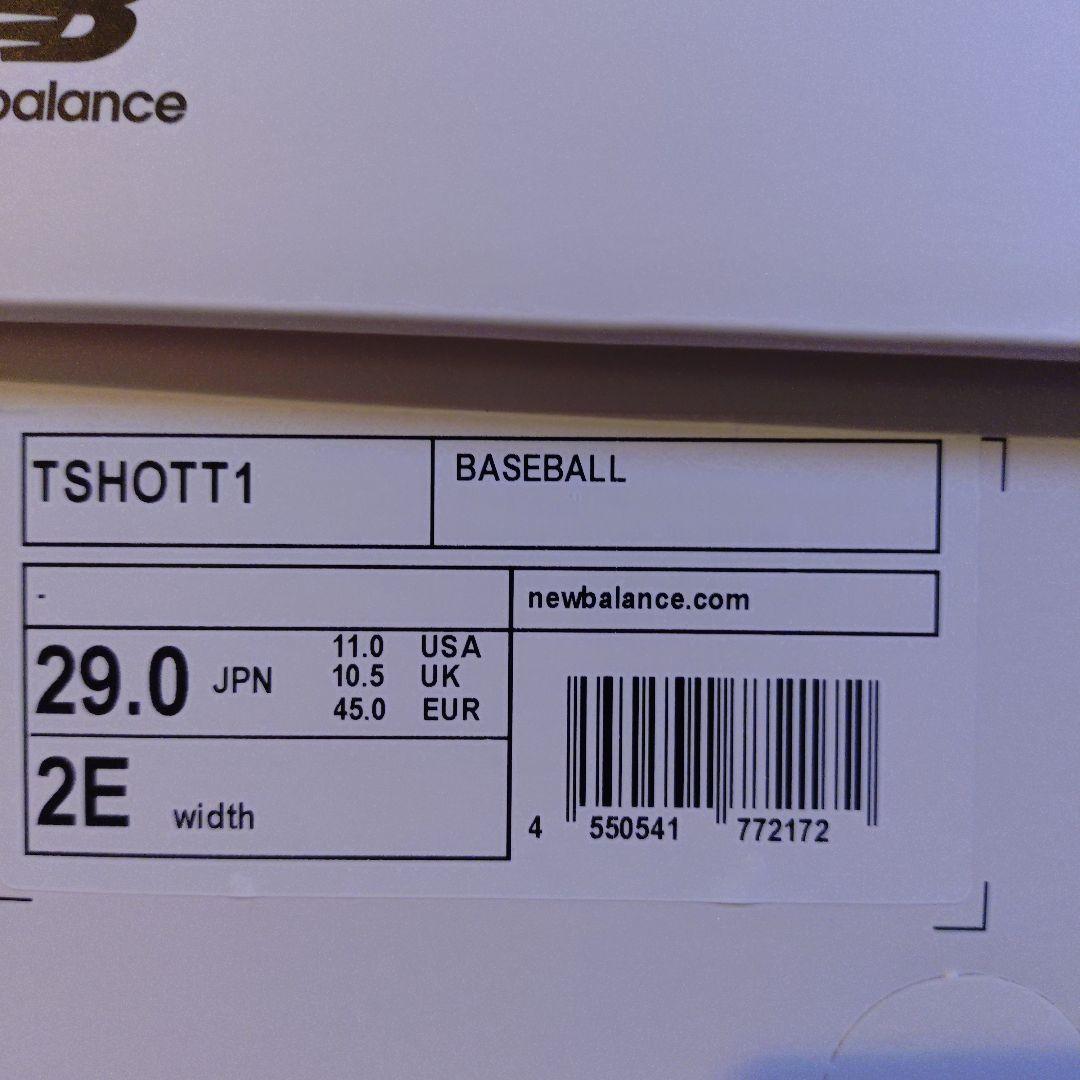 balance
TSHOTT1
BASEBALL
-
newbalance.com
29.0 JPN
11.0 USA
10.5 UK
45.0 EUR
2E width
4 550541 772172